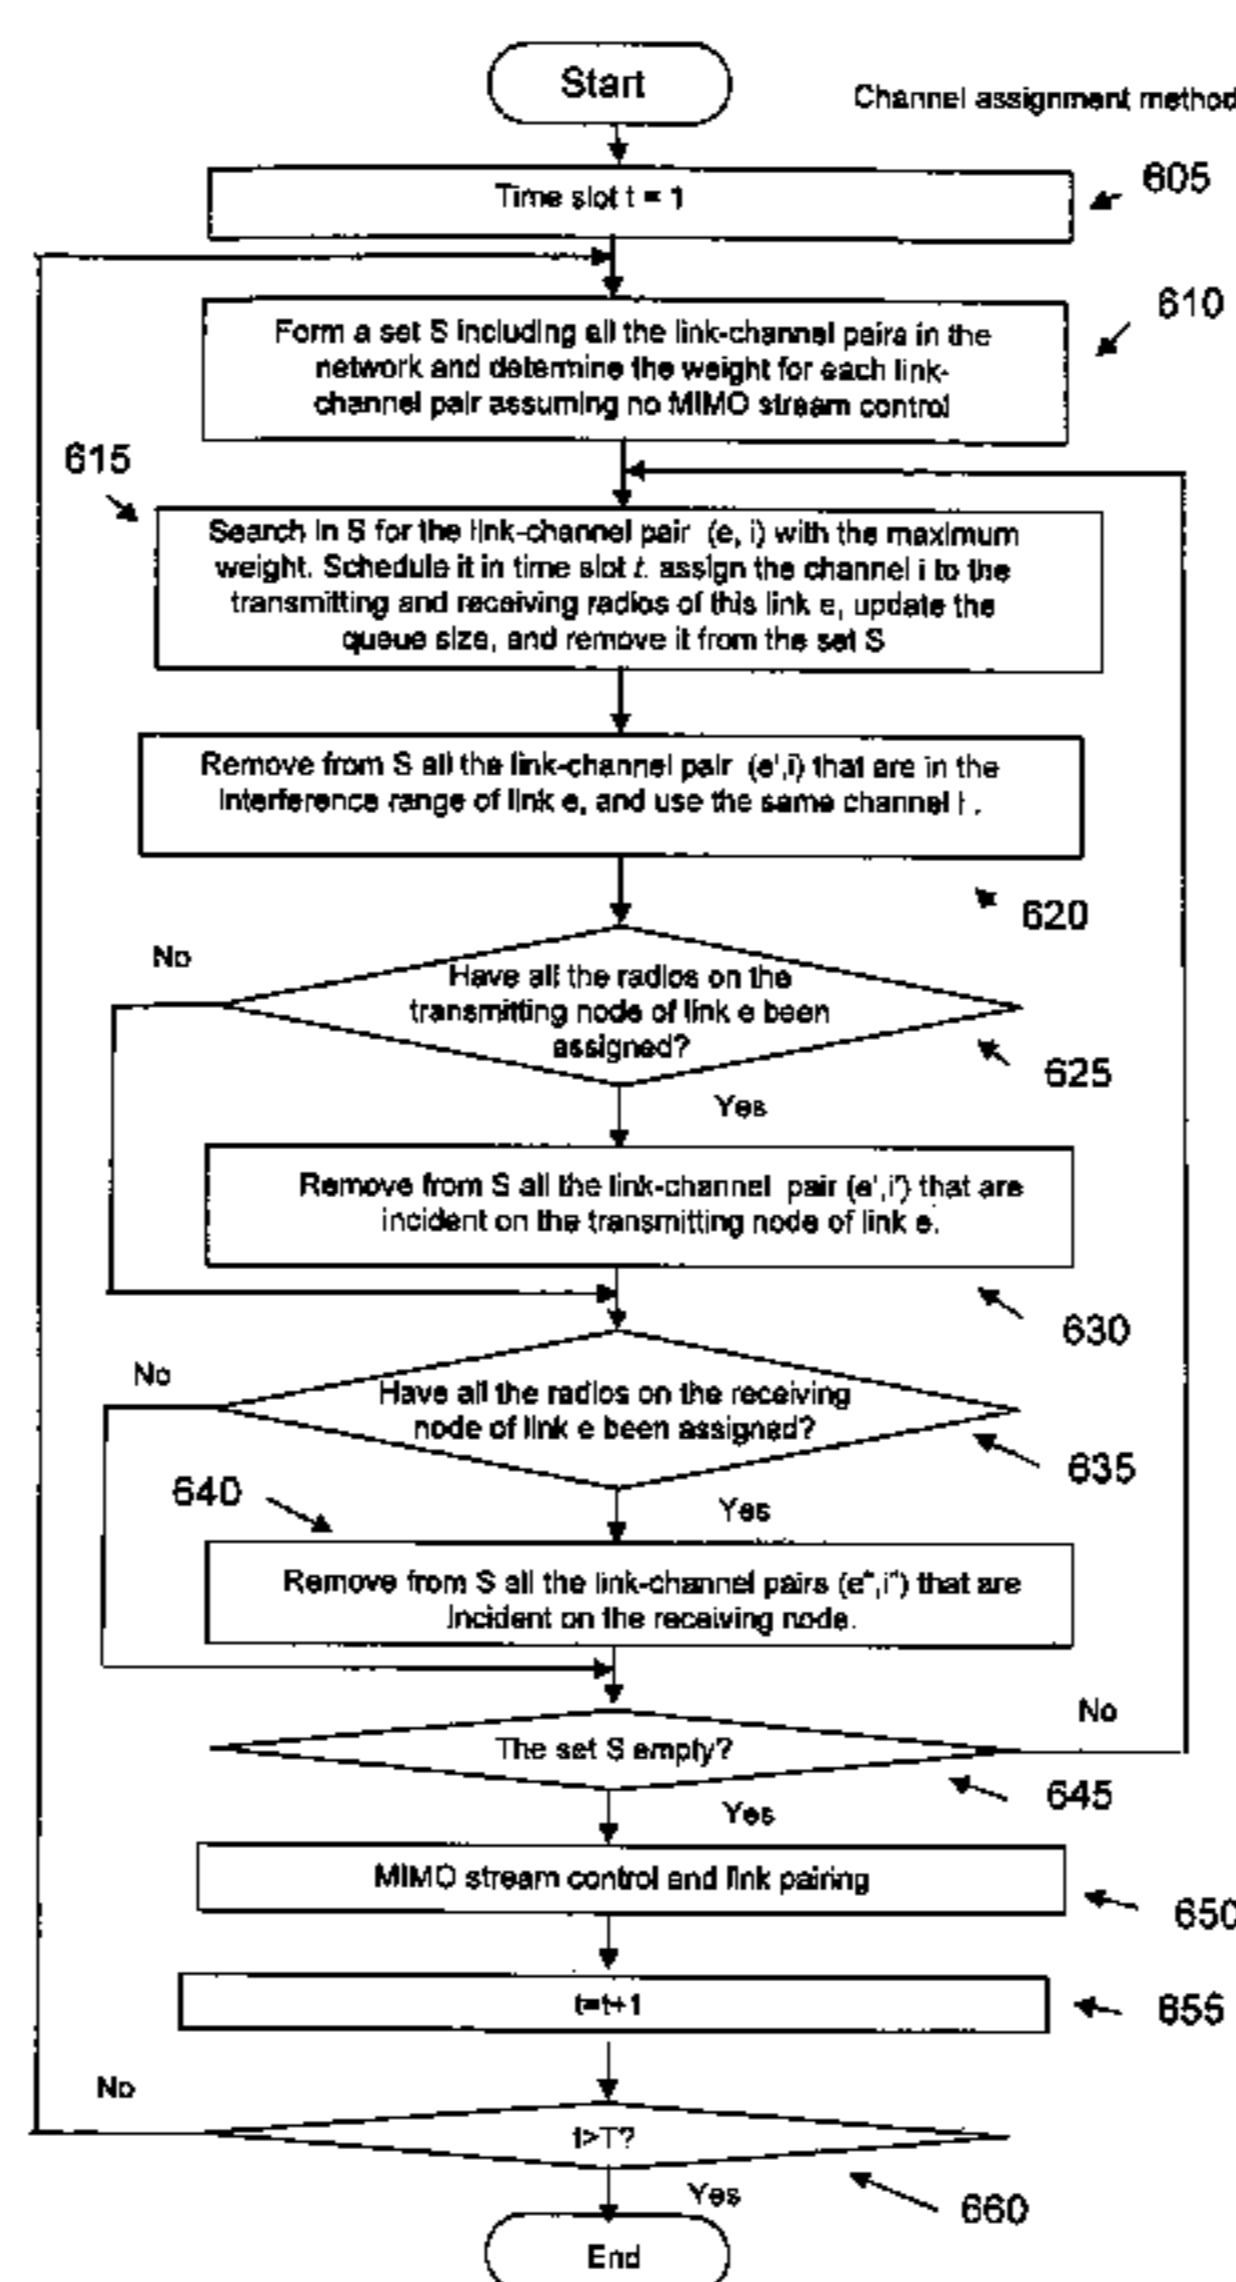 Start
Channel assignment method
Time slot t = 1
605
Form a set S including all the link-channel pairs in the
network and determine the weight for each link-
channel pair assuming no MIMO stream control
610
615
Search in S for the link-channel pair (e, i) with the maximum
weight. Schedule it in time slot t. assign the channel i to the
transmitting and receiving radios of this link e, update the
queue size, and remove it from the set S
Remove from S all the link-channel pair (e',i) that are in the
interference range of link e, and use the same channel i .
620
No
Have all the radios on the
transmitting node of link e been
assigned?
625
Yes
Remove from S all the link-channel pair (e',i') that are
incident on the transmitting node of link e.
630
No
Have all the radios on the receiving
node of link e been assigned?
635
640
Yes
Remove from S all the link-channel pairs (e",i") that are
incident on the receiving node.
No
The set S empty?
645
Yes
MIMO stream control and link pairing
650
t=t+1
655
No
t>T?
Yes
660
End